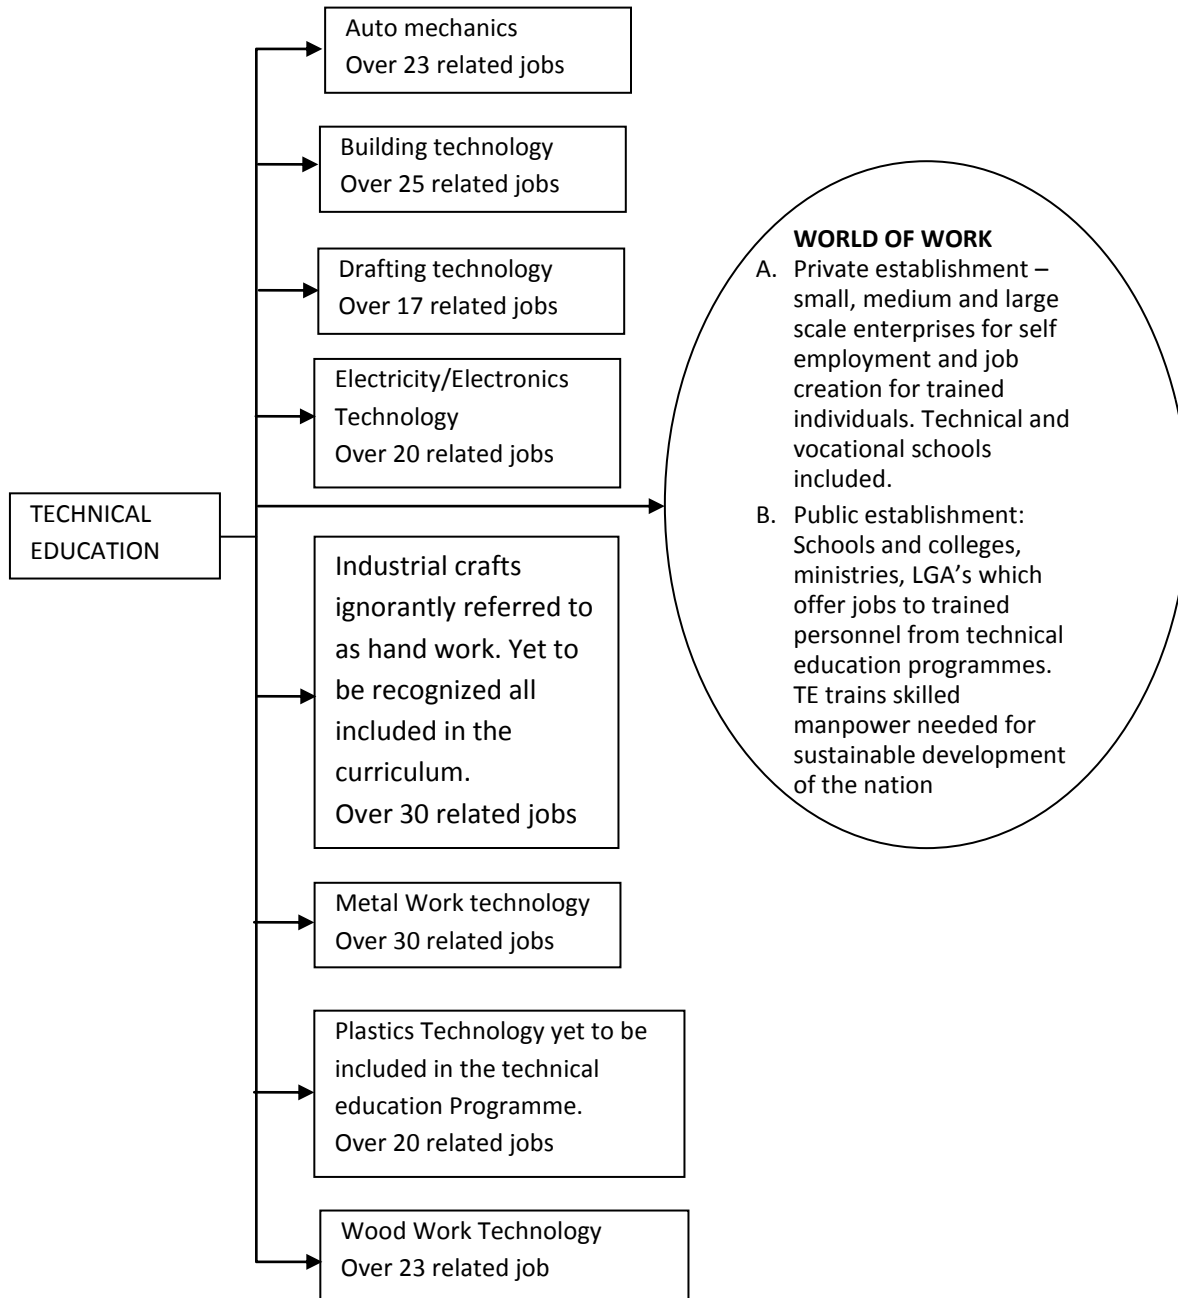 Auto mechanics
Over 23 related jobs
Building technology
Over 25 related jobs
Drafting technology
Over 17 related jobs
Electricity/Electronics
Technology
Over 20 related jobs
TECHNICAL
EDUCATION
Industrial crafts
ignorantly referred to
as hand work. Yet to
be recognized all
included in the
curriculum.
Over 30 related jobs
Metal Work technology
Over 30 related jobs
Plastics Technology yet to be
included in the technical
education Programme.
Over 20 related jobs
Wood Work Technology
Over 23 related job
WORLD OF WORK
A. Private establishment –
small, medium and large
scale enterprises for self
employment and job
creation for trained
individuals. Technical and
vocational schools
included.
B. Public establishment:
Schools and colleges,
ministries, LGA’s which
offer jobs to trained
personnel from technical
education programmes.
TE trains skilled
manpower needed for
sustainable development
of the nation